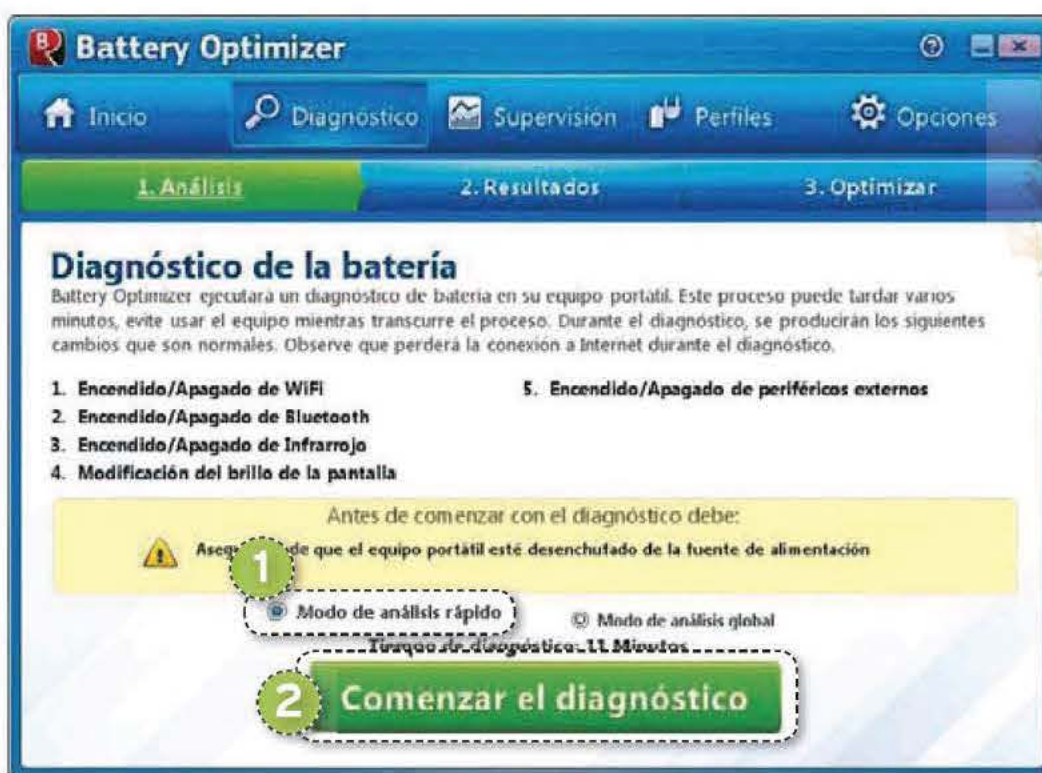 Battery Optimizer
Inicio Diagnóstico Supervisión Perfiles Opciones
1. Análisis 2. Resultados 3. Optimizar
Diagnóstico de la batería
Battery Optimizer ejecutará un diagnóstico de batería en su equipo portátil. Este proceso puede tardar varios
minutos, evite usar el equipo mientras transcurre el proceso. Durante el diagnóstico, se producirán los siguientes
cambios que son normales. Observe que perderá la conexión a Internet durante el diagnóstico.
1. Encendido/Apagado de WiFi
2. Encendido/Apagado de Bluetooth
3. Encendido/Apagado de Infrarrojo
4. Modificación del brillo de la pantalla
5. Encendido/Apagado de periféricos externos
Antes de comenzar con el diagnóstico debe:
de que el equipo portátil esté desenchufado de la fuente de alimentación
1
Modo de análisis rápido Modo de análisis global
Tiempo de diagnóstico: 11 Minutos
2
Comenzar el diagnóstico